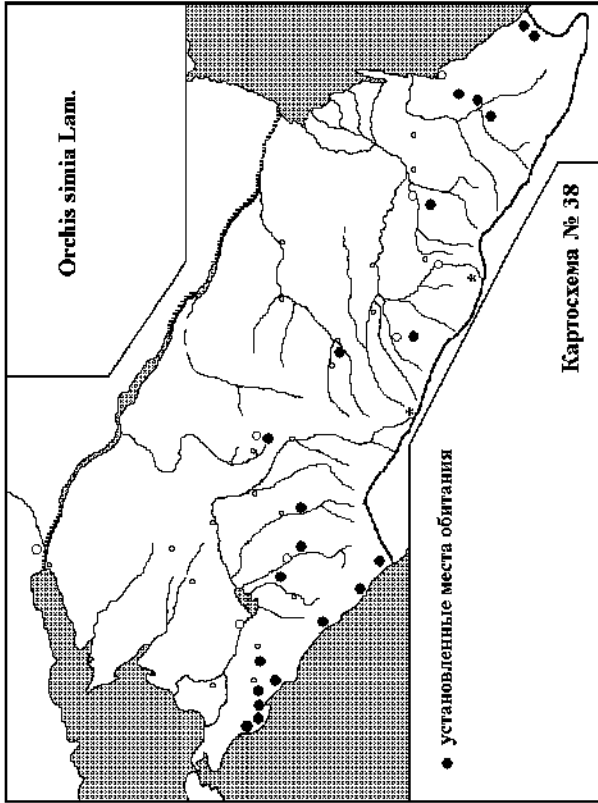 Orchis simia Lam.
Картосхема № 38
установленные места обитания